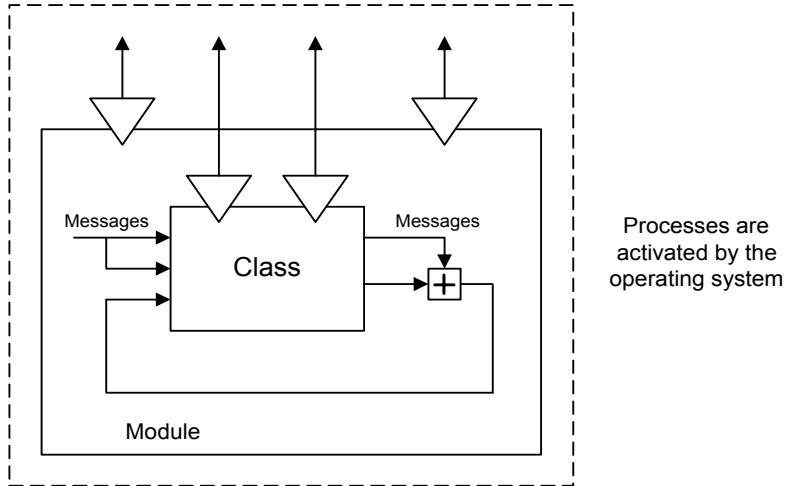 Messages
Messages
Class
Processes are
activated by the
operating system
+
Module